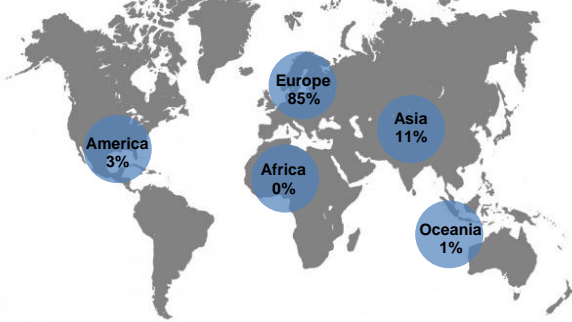 Europe
85%
Asia
11%
America
3%
Africa
0%
Oceania
1%